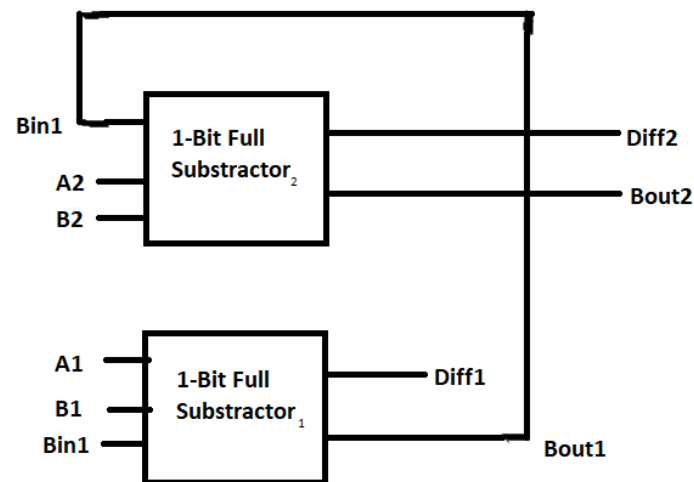 Bin1
A2
B2
1-Bit Full
Substractor2
Diff2
Bout2
A1
B1
Bin1
1-Bit Full
Substractor1
Diff1
Bout1